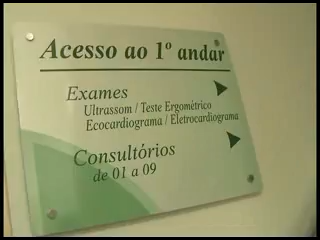 Acesso ao 1º andar
Exames
Ultrassom / Teste Ergométrico
Ecocardiograma / Eletrocardiograma
Consultórios
de 01 a 09